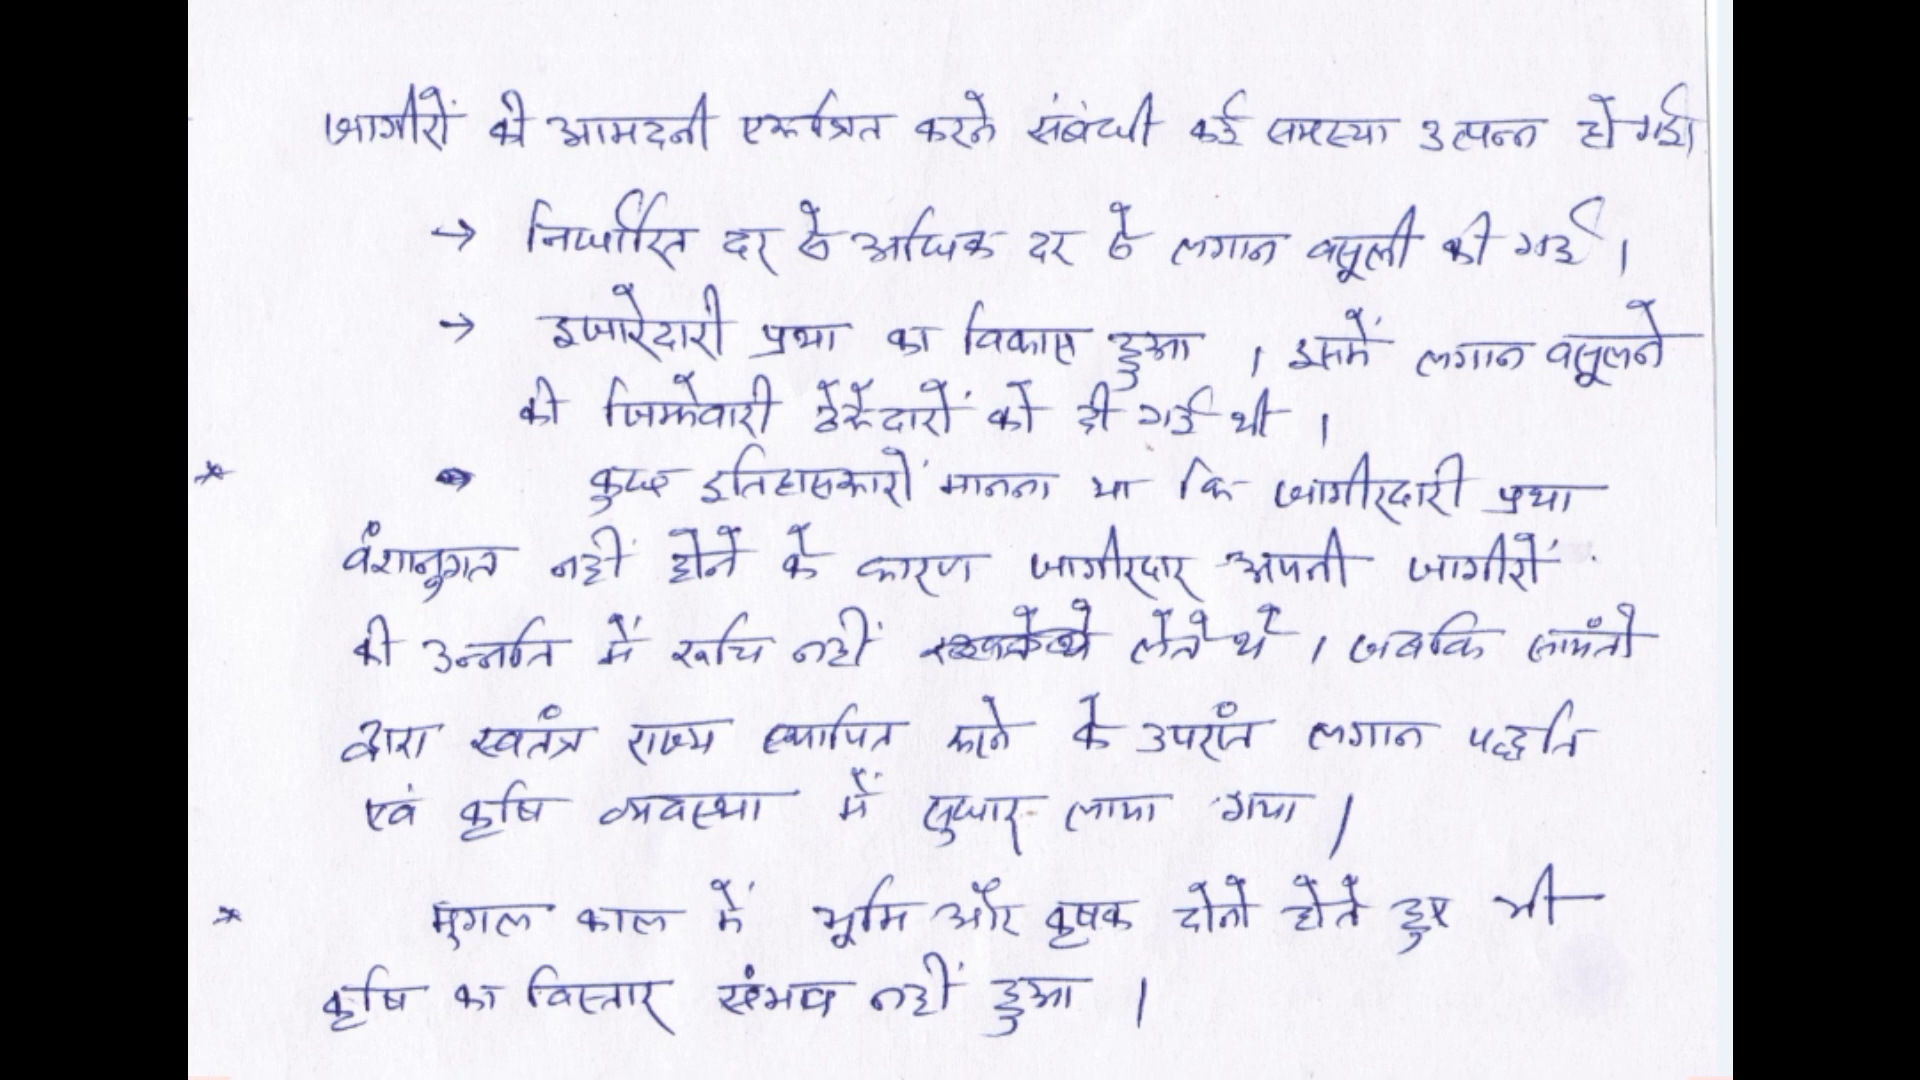 जागीरों की आमदनी एकत्रित करने संबंधी कई समस्या उत्पन्न हो गई।
→ निर्धारित दर से अधिक दर से लगान वसूली की गई ।
→ इजारेदारी प्रथा का विकास हुआ । इसमें लगान वसूलने
की जिम्मेवारी ठेकेदारों को दी गई थी ।
* कुछ इतिहासकारों मानना था कि जागीरदारी प्रथा
वंशानुगत नहीं होने के कारण जागीरदार अपनी जागीरों
की उन्नति में रूचि नहीं लेते थे । जबकि सामंतो
द्वारा स्वतंत्र राज्य स्थापित करने के उपरांत लगान पद्धति
एवं कृषि व्यवस्था में सुधार लाया गया ।
* मुगल काल में भूमि और कृषक दोनो होते हुए भी
कृषि का विस्तार संभव नहीं हुआ ।